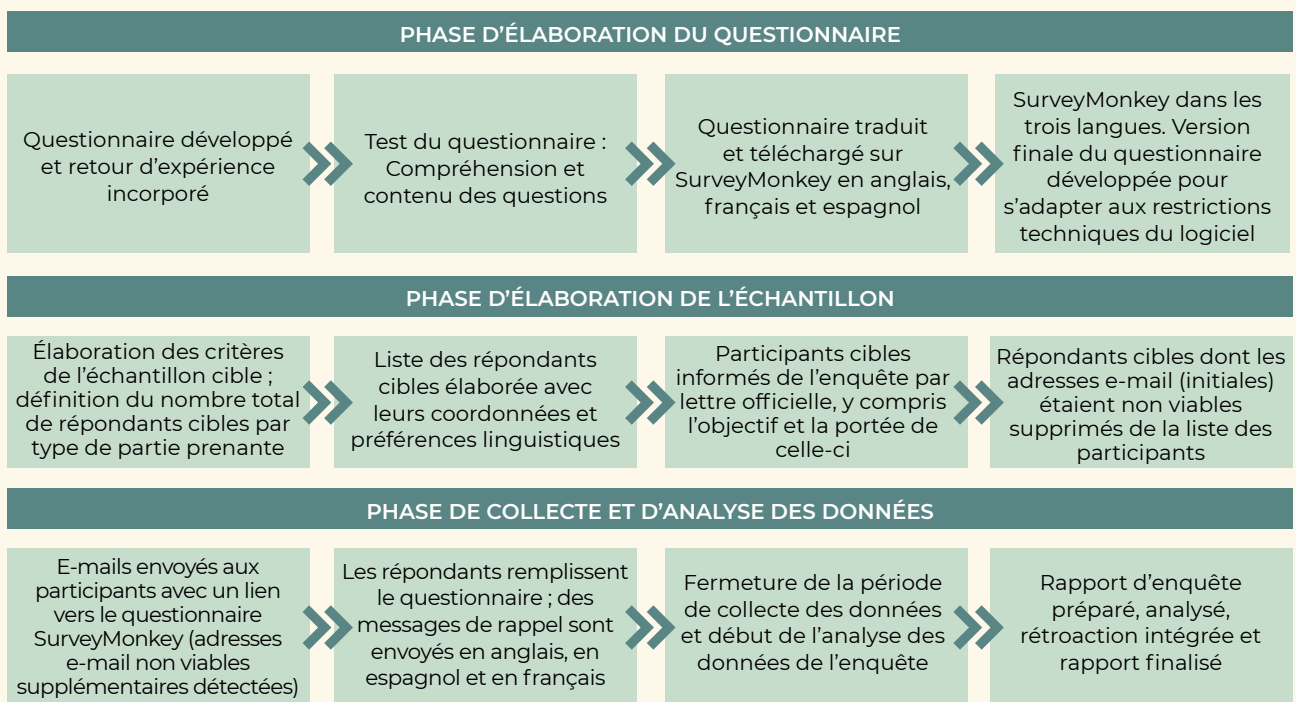 PHASE D’ÉLABORATION DU QUESTIONNAIRE
Questionnaire développé
et retour d’expérience
incorporé
Test du questionnaire :
Compréhension et
contenu des questions
Questionnaire traduit
et téléchargé sur
SurveyMonkey en anglais,
français et espagnol
SurveyMonkey dans les
trois langues. Version
finale du questionnaire
développée pour
s’adapter aux restrictions
techniques du logiciel
PHASE D’ÉLABORATION DE L’ÉCHANTILLON
Élaboration des critères
de l’échantillon cible ;
définition du nombre total
de répondants cibles par
type de partie prenante
Liste des répondants
cibles élaborée avec
leurs coordonnées et
préférences linguistiques
Participants cibles
informés de l’enquête par
lettre officielle, y compris
l’objectif et la portée de
celle-ci
Répondants cibles dont les
adresses e-mail (initiales)
étaient non viables
supprimés de la liste des
participants
PHASE DE COLLECTE ET D’ANALYSE DES DONNÉES
E-mails envoyés aux
participants avec un lien
vers le questionnaire
SurveyMonkey (adresses
e-mail non viables
supplémentaires détectées)
Les répondants remplissent
le questionnaire ; des
messages de rappel sont
envoyés en anglais, en
espagnol et en français
Fermeture de la période
de collecte des données
et début de l’analyse des
données de l’enquête
Rapport d’enquête
préparé, analysé,
rétroaction intégrée et
rapport finalisé